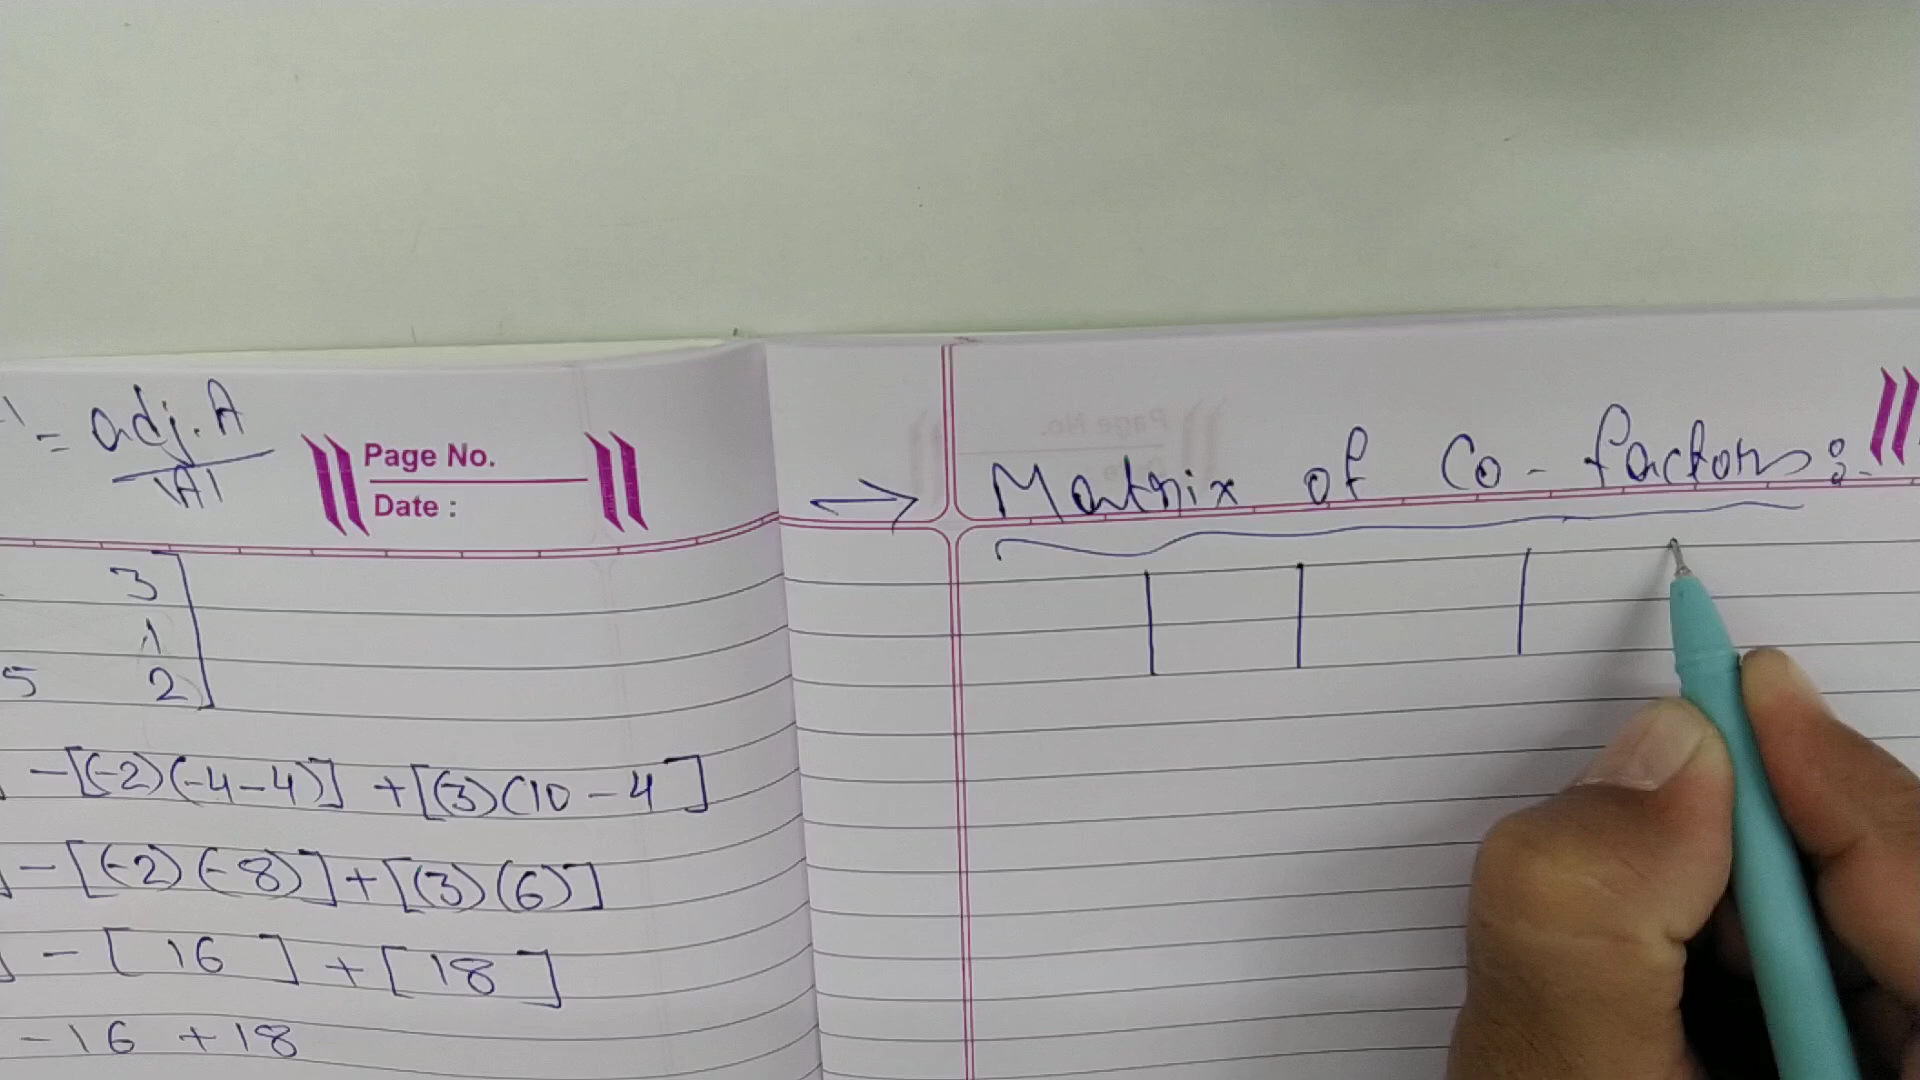 -1 = adj.A
|A|
Page No.
Date :
3
1
5 2
] -[(-2)(-4-4)] +[(3)(10-4]
] -[(-2)(-8)]+[(3)(6)]
] -[16] +[18]
-16 +18
→ Matrix of Co-factors:-